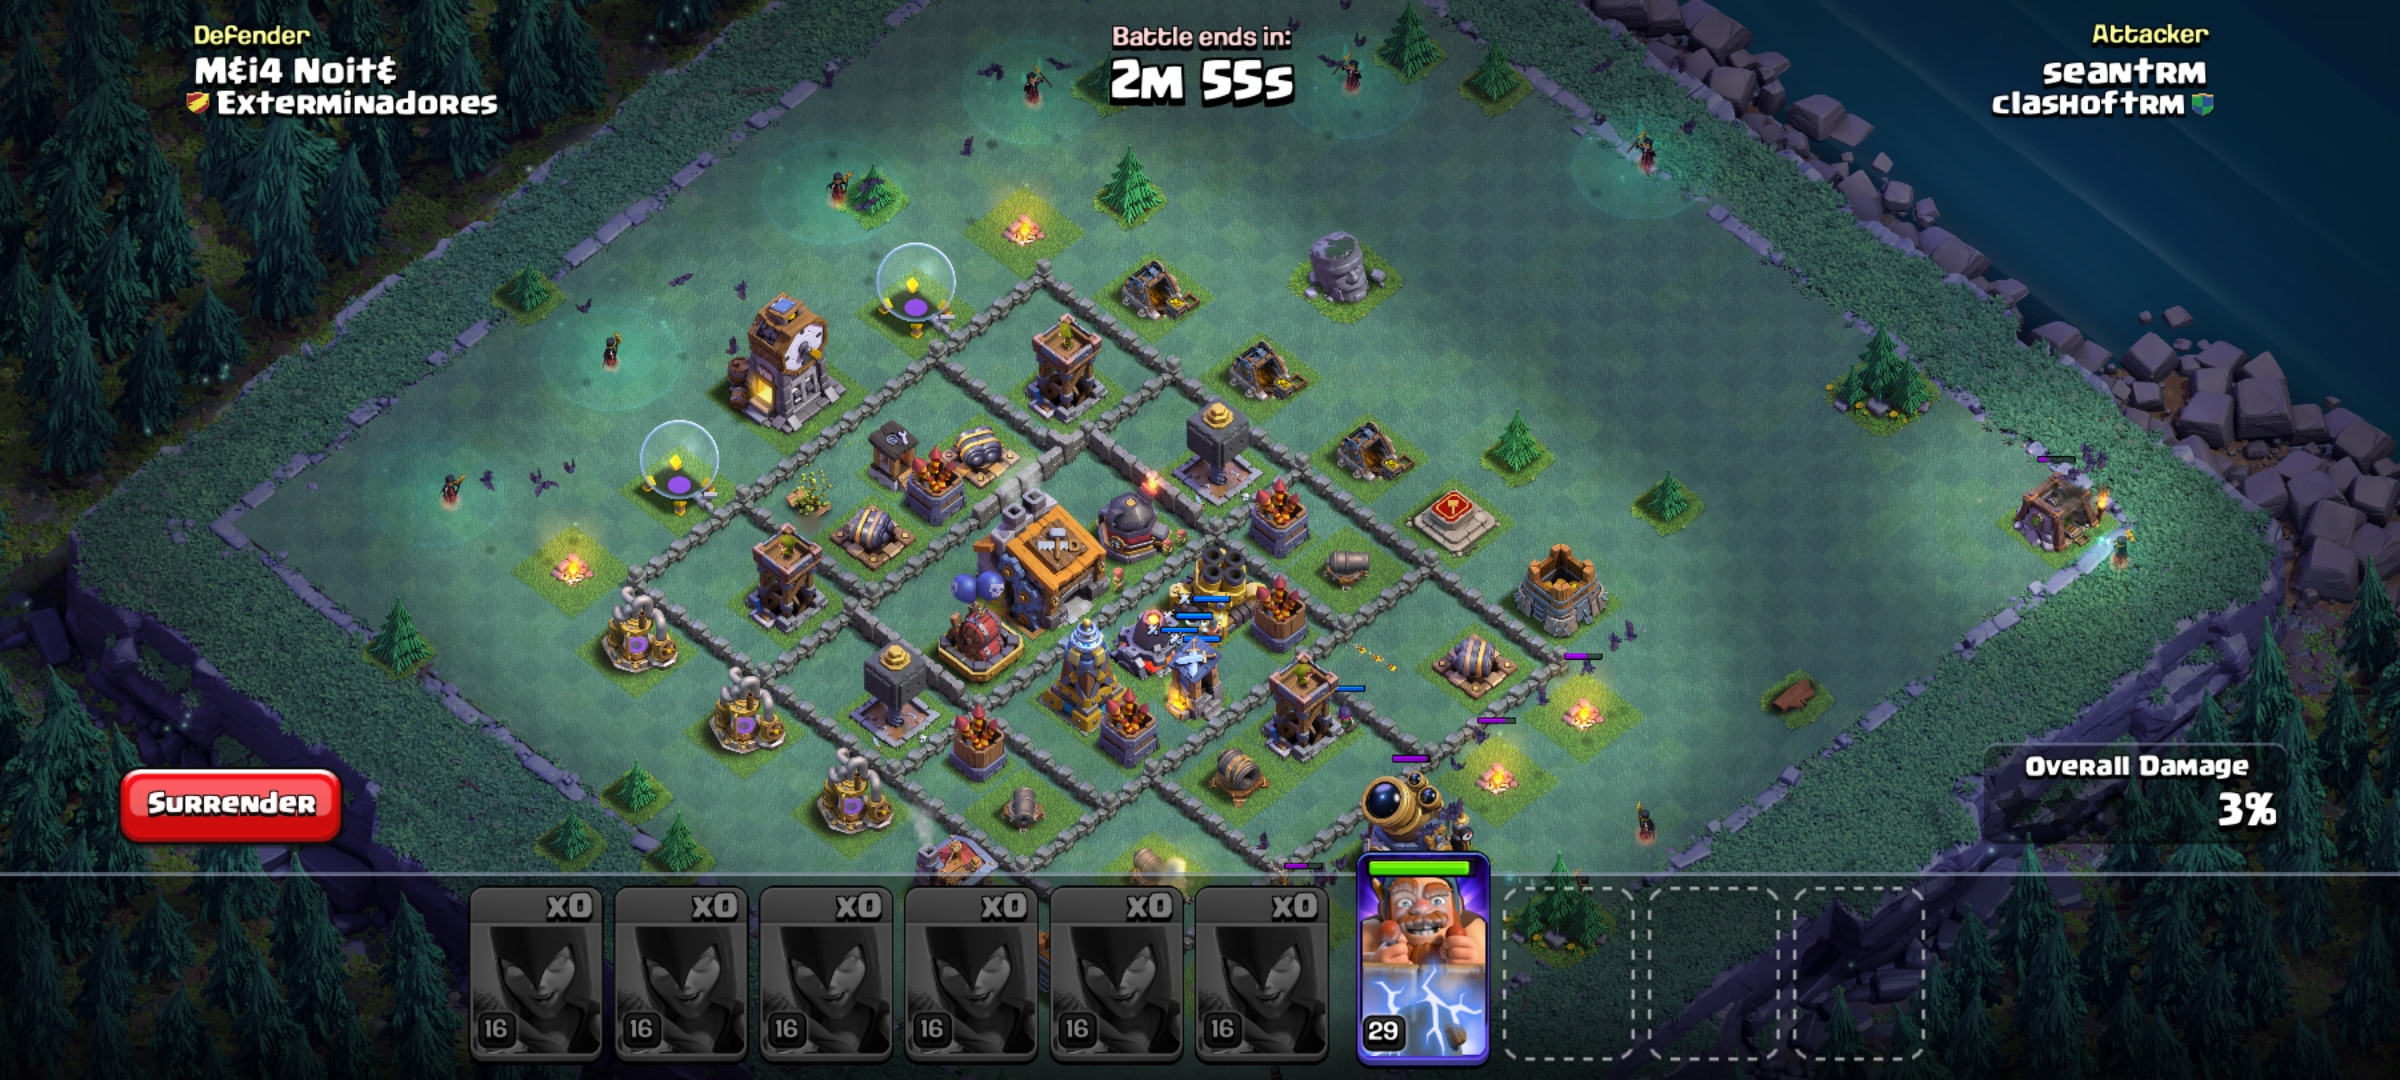 Defender
M€i4 Noit€
Exterminadores
Battle ends in:
2M 55s
Attacker
seantrm
clashoftrm
Surrender
Overall Damage
3%
x0
x0
x0
x0
x0
x0
16
16
16
16
16
16
29